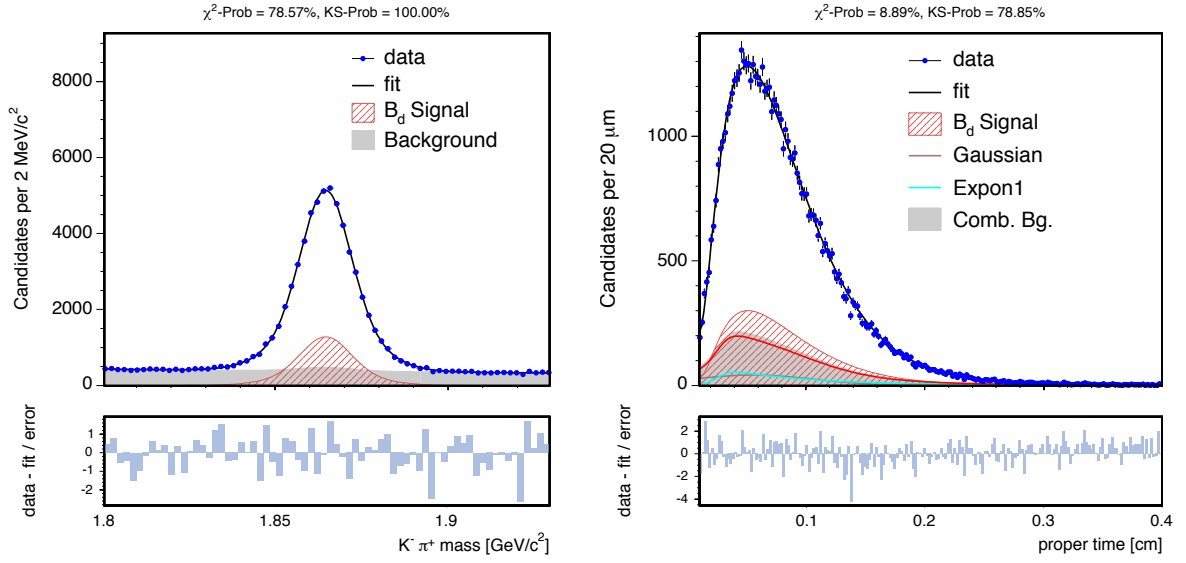 χ²-Prob = 78.57%, KS-Prob = 100.00%
Candidates per 2 MeV/c²
8000
6000
4000
2000
0
data
fit
B_d Signal
Background
data - fit / error
1
0
-1
-2
1.8
1.85
1.9
K⁻ π⁺ mass [GeV/c²]
χ²-Prob = 8.89%, KS-Prob = 78.85%
Candidates per 20 μm
1000
500
0
data
fit
B_d Signal
Gaussian
Expon1
Comb. Bg.
data - fit / error
2
0
-2
-4
0.1
0.2
0.3
0.4
proper time [cm]